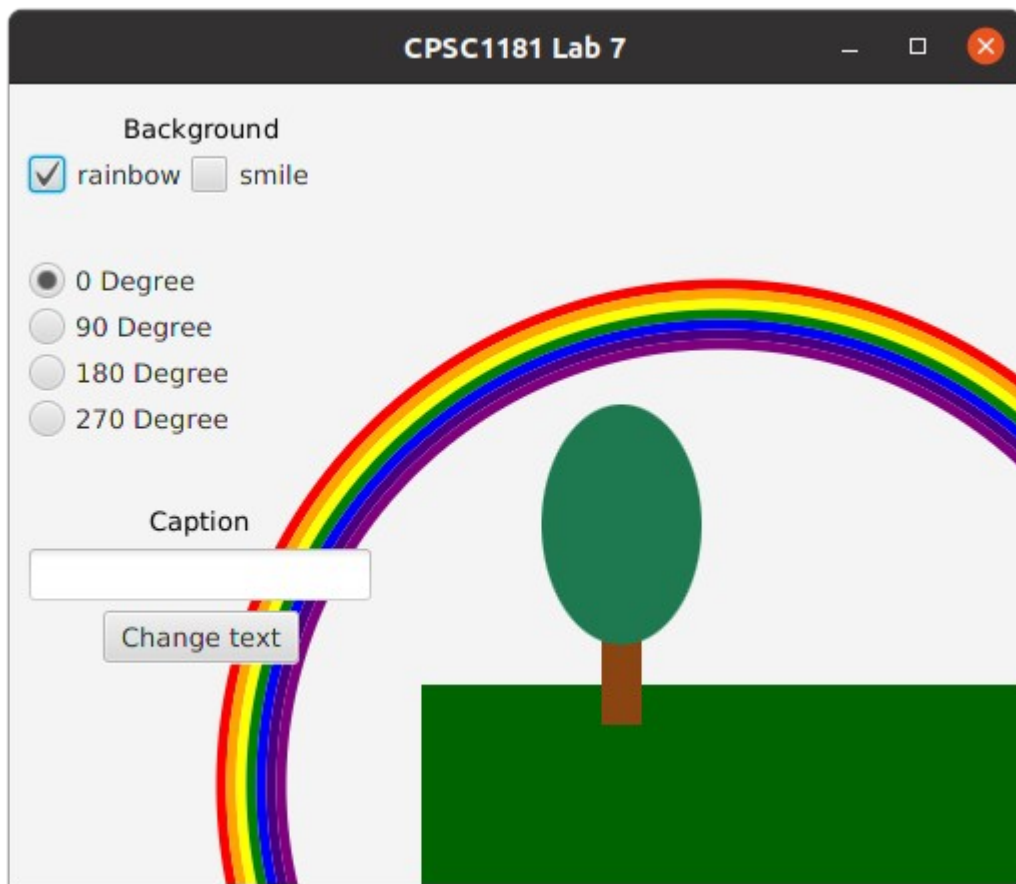 CPSC1181 Lab 7
Background
rainbow smile
0 Degree
90 Degree
180 Degree
270 Degree
Caption
Change text